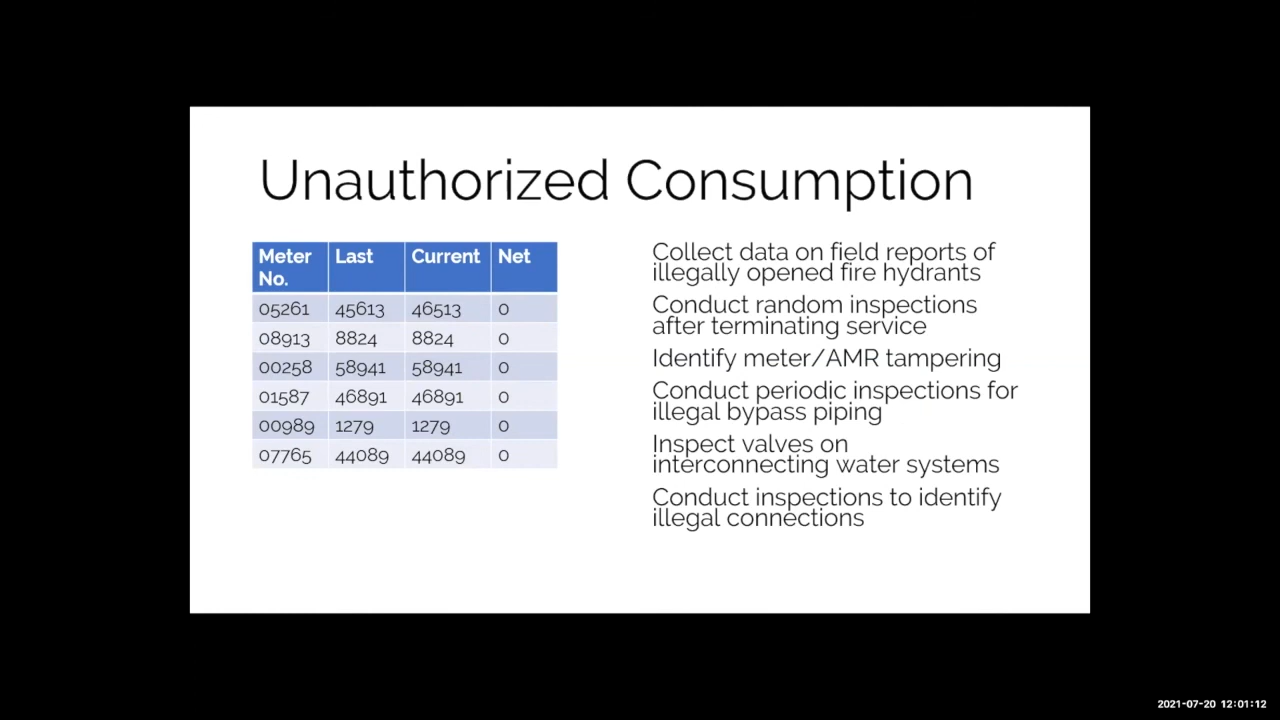 Unauthorized Consumption
Meter No. Last Current Net
05261 45613 46513 0
08913 8824 8824 0
00258 58941 58941 0
01587 46891 46891 0
00989 1279 1279 0
07765 44089 44089 0
Collect data on field reports of
illegally opened fire hydrants
Conduct random inspections
after terminating service
Identify meter/AMR tampering
Conduct periodic inspections for
illegal bypass piping
Inspect valves on
interconnecting water systems
Conduct inspections to identify
illegal connections
2021-07-20 12:01:12